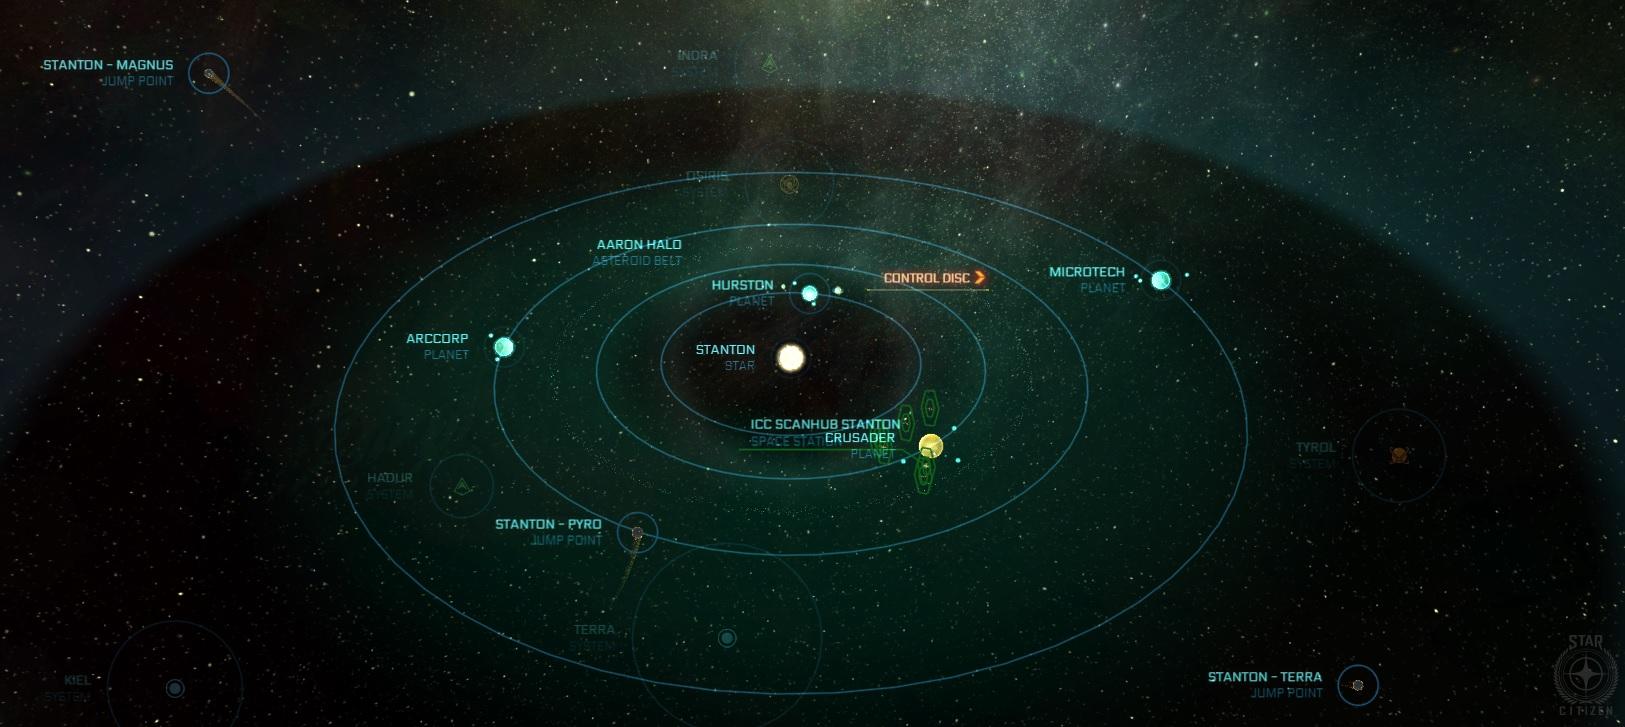 INDRA
SYSTEM
STANTON - MAGNUS
JUMP POINT
OSIRIS
SYSTEM
AARON HALO
ASTEROID BELT
HURSTON
PLANET
CONTROL DISC
MICROTECH
PLANET
ARCCORP
PLANET
STANTON
STAR
ICC SCANHUB STANTON
SPACE STATION
CRUSADER
PLANET
TYROL
SYSTEM
HADUR
SYSTEM
STANTON - PYRO
JUMP POINT
TERRA
SYSTEM
KIEL
SYSTEM
STANTON - TERRA
JUMP POINT
STAR
CITIZEN